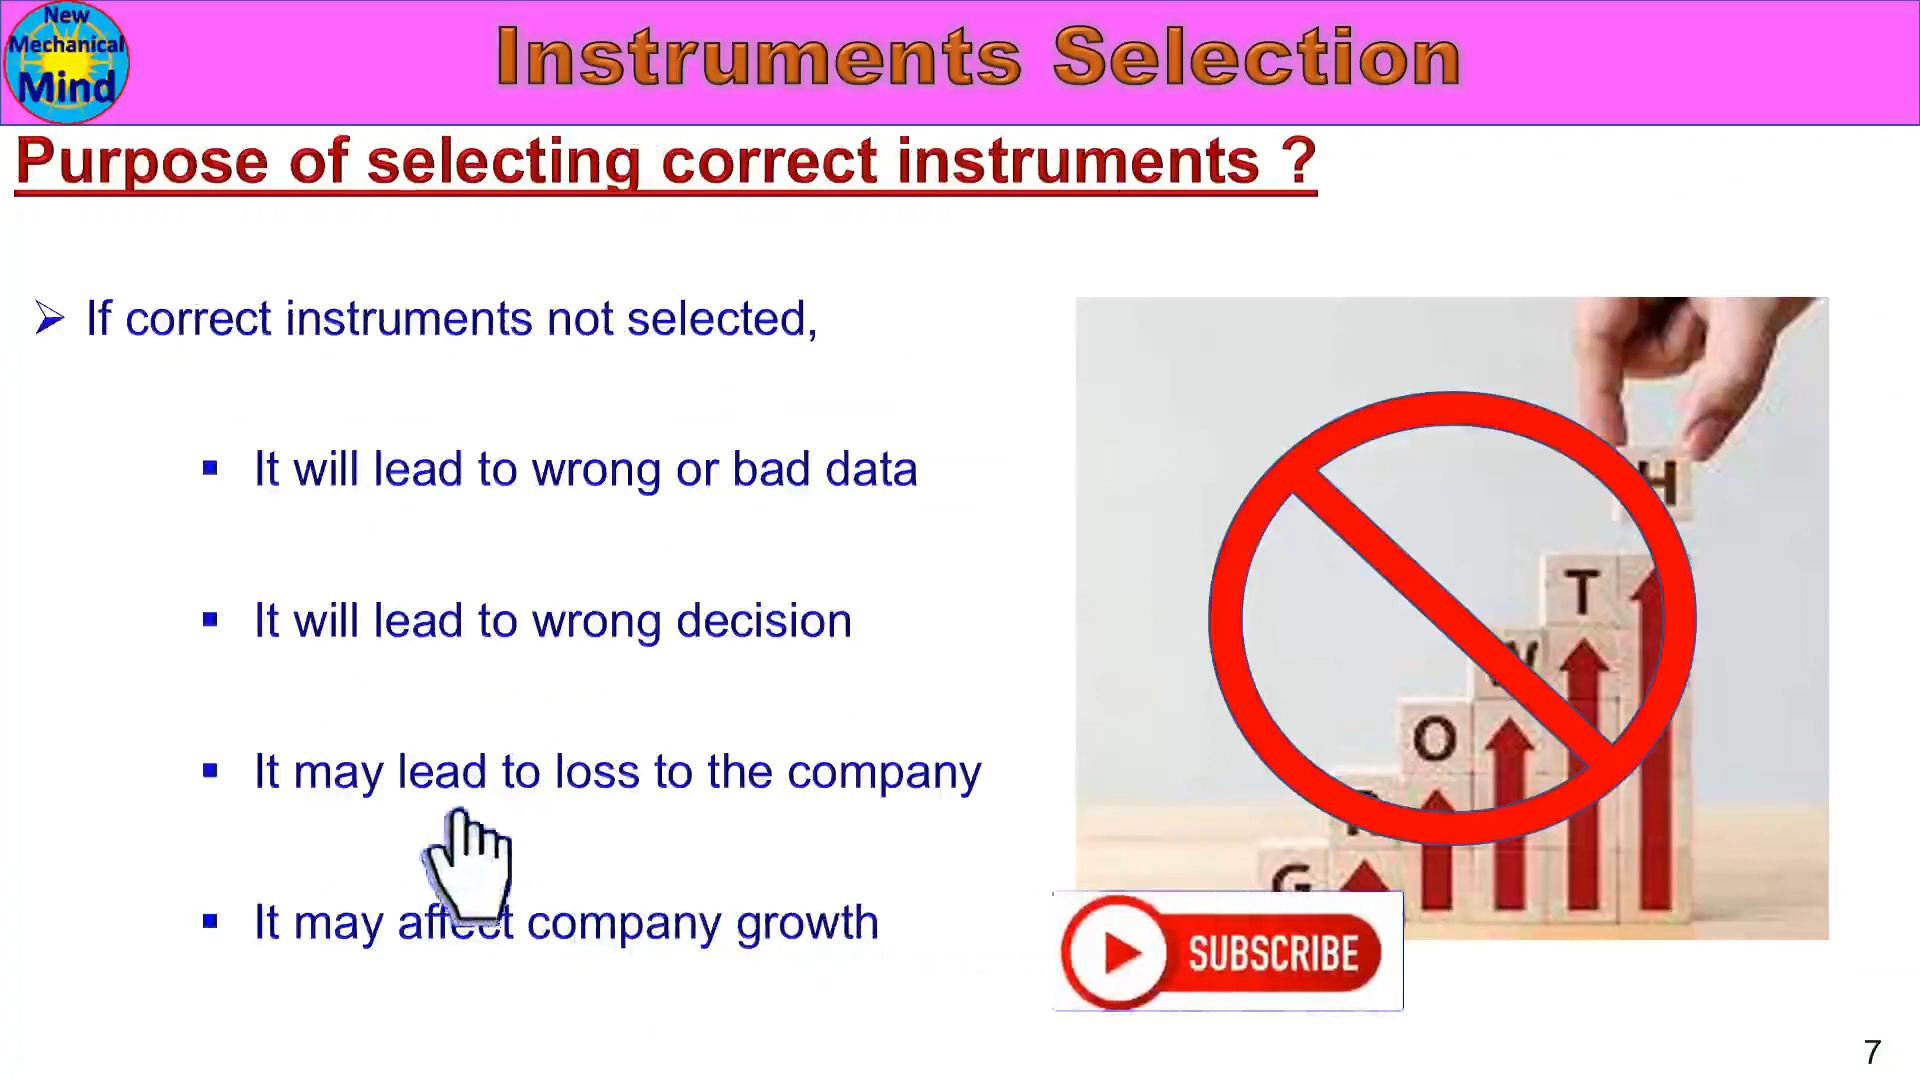 New
Mechanical
Mind
Instruments Selection
Purpose of selecting correct instruments ?
If correct instruments not selected,
It will lead to wrong or bad data
It will lead to wrong decision
It may lead to loss to the company
It may affect company growth
H
T
W
O
R
G
SUBSCRIBE
7